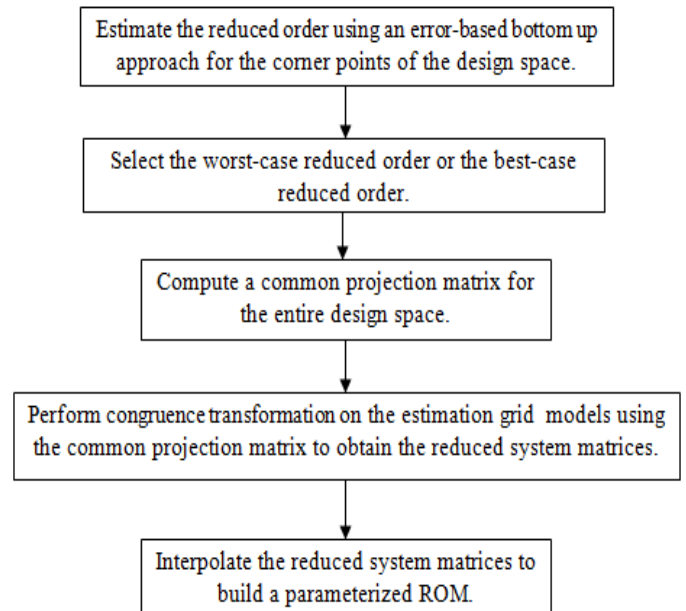 Estimate the reduced order using an error-based bottom up
approach for the corner points of the design space.
Select the worst-case reduced order or the best-case
reduced order.
Compute a common projection matrix for
the entire design space.
Perform congruence transformation on the estimation grid models using
the common projection matrix to obtain the reduced system matrices.
Interpolate the reduced system matrices to
build a parameterized ROM.